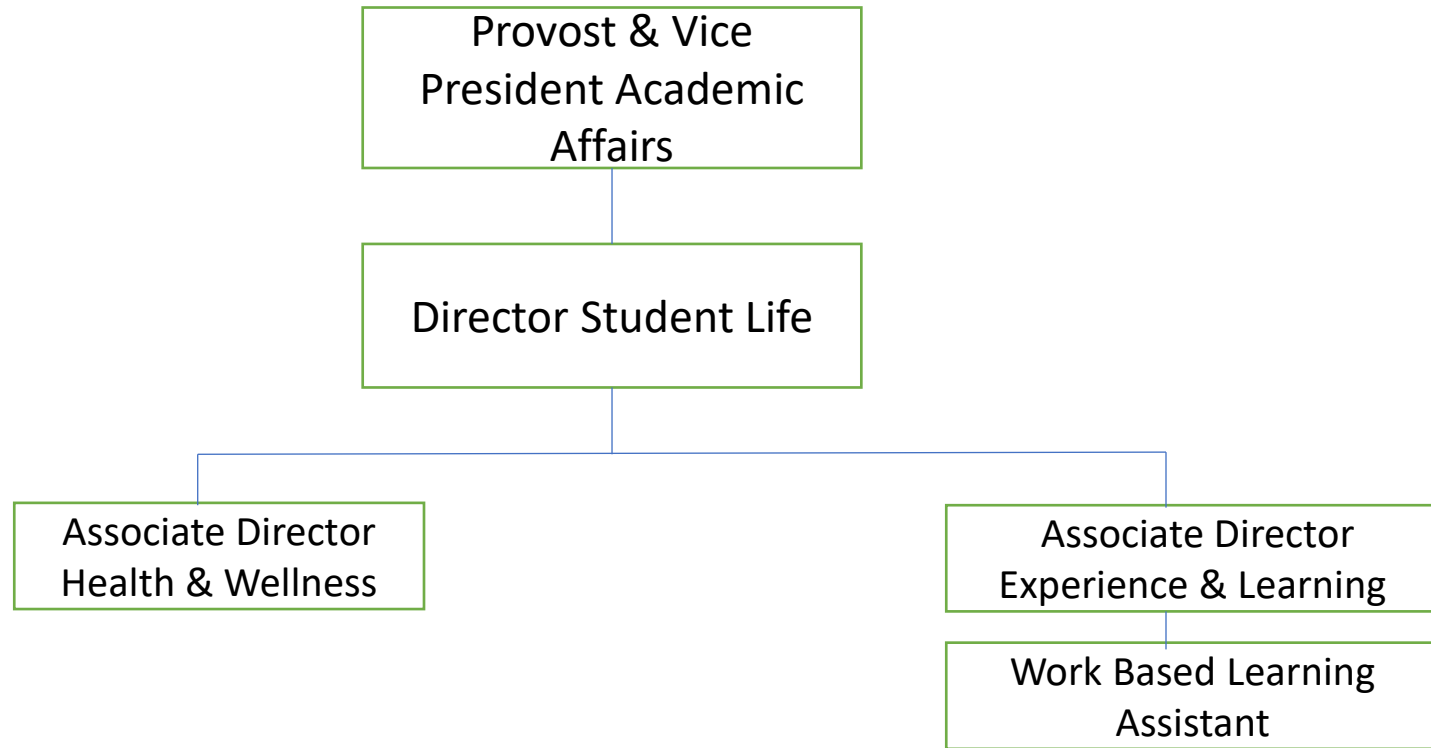 Provost & Vice
President Academic
Affairs
Director Student Life
Associate Director
Health & Wellness
Associate Director
Experience & Learning
Work Based Learning
Assistant